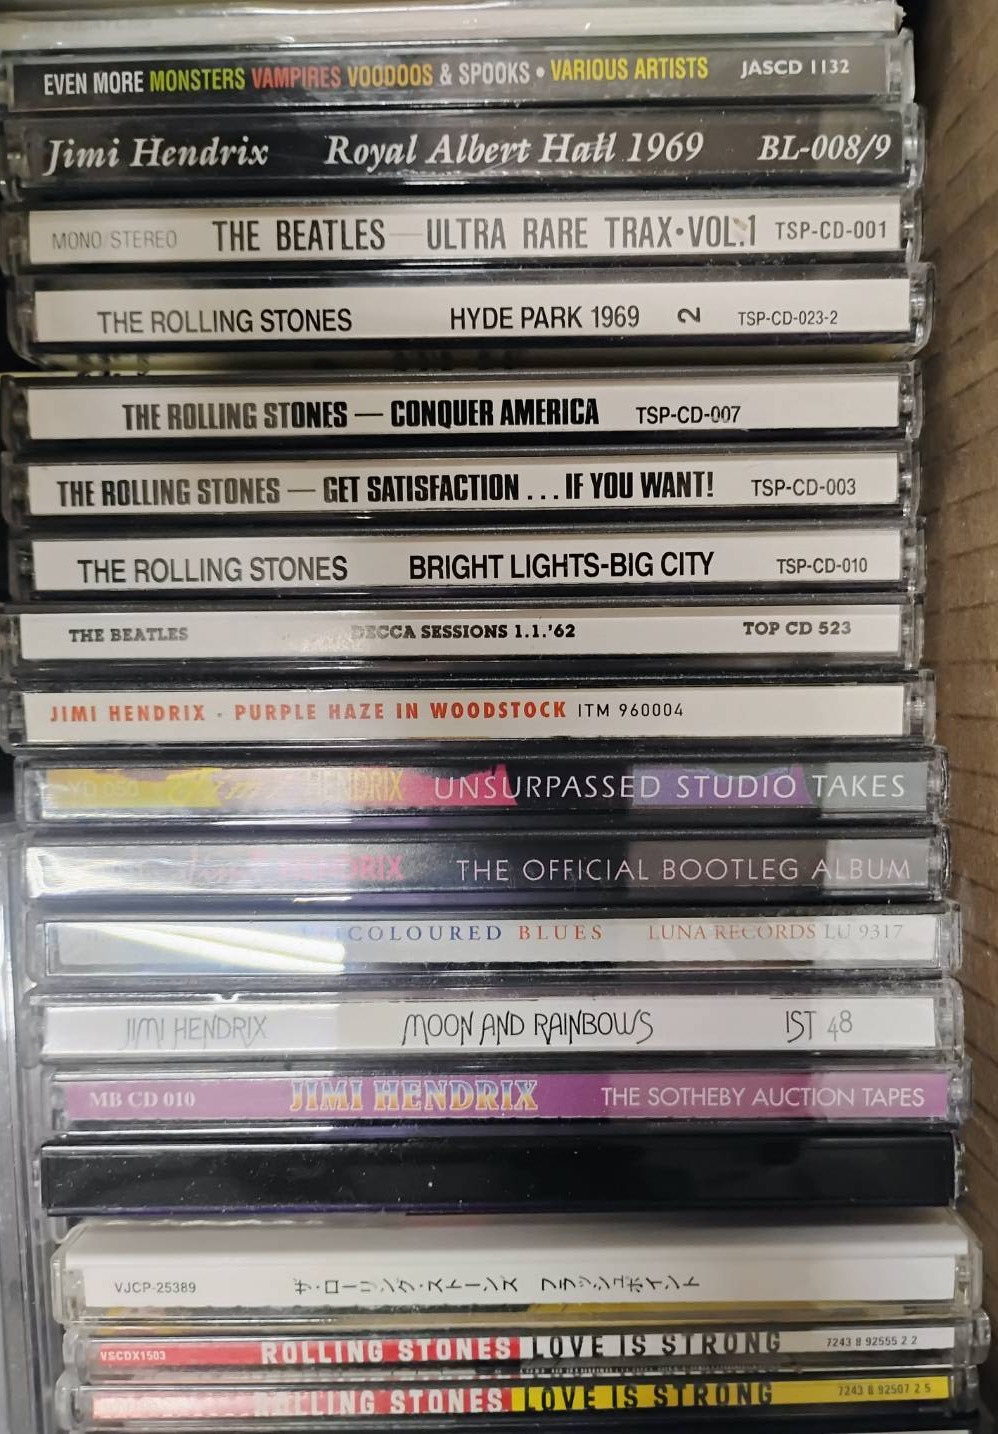 EVEN MORE MONSTERS VAMPIRES VOODOOS & SPOOKS • VARIOUS ARTISTS JASCD 1132
Jimi Hendrix Royal Albert Hall 1969 BL-008/9
MONO/STEREO THE BEATLES — ULTRA RARE TRAX•VOL.1 TSP-CD-001
THE ROLLING STONES HYDE PARK 1969 2 TSP-CD-023-2
THE ROLLING STONES — CONQUER AMERICA TSP-CD-007
THE ROLLING STONES — GET SATISFACTION ... IF YOU WANT! TSP-CD-003
THE ROLLING STONES BRIGHT LIGHTS-BIG CITY TSP-CD-010
THE BEATLES DECCA SESSIONS 1.1.'62 TOP CD 523
JIMI HENDRIX - PURPLE HAZE IN WOODSTOCK ITM 960004
YD 050 Jimi HENDRIX UNSURPASSED STUDIO TAKES
Jimi HENDRIX THE OFFICIAL BOOTLEG ALBUM
BLUES LUNA RECORDS LU 9317
JIMI HENDRIX MOON AND RAINBOWS IST 48
MB CD 010 JIMI HENDRIX THE SOTHEBY AUCTION TAPES
VJCP-25389 ザ・ローリング・ストーンズ フラッシュポイント
VSCDX1503 ROLLING STONES LOVE IS STRONG 7243 8 92555 2 2
ROLLING STONES LOVE IS STRONG 7243 8 92507 2 5